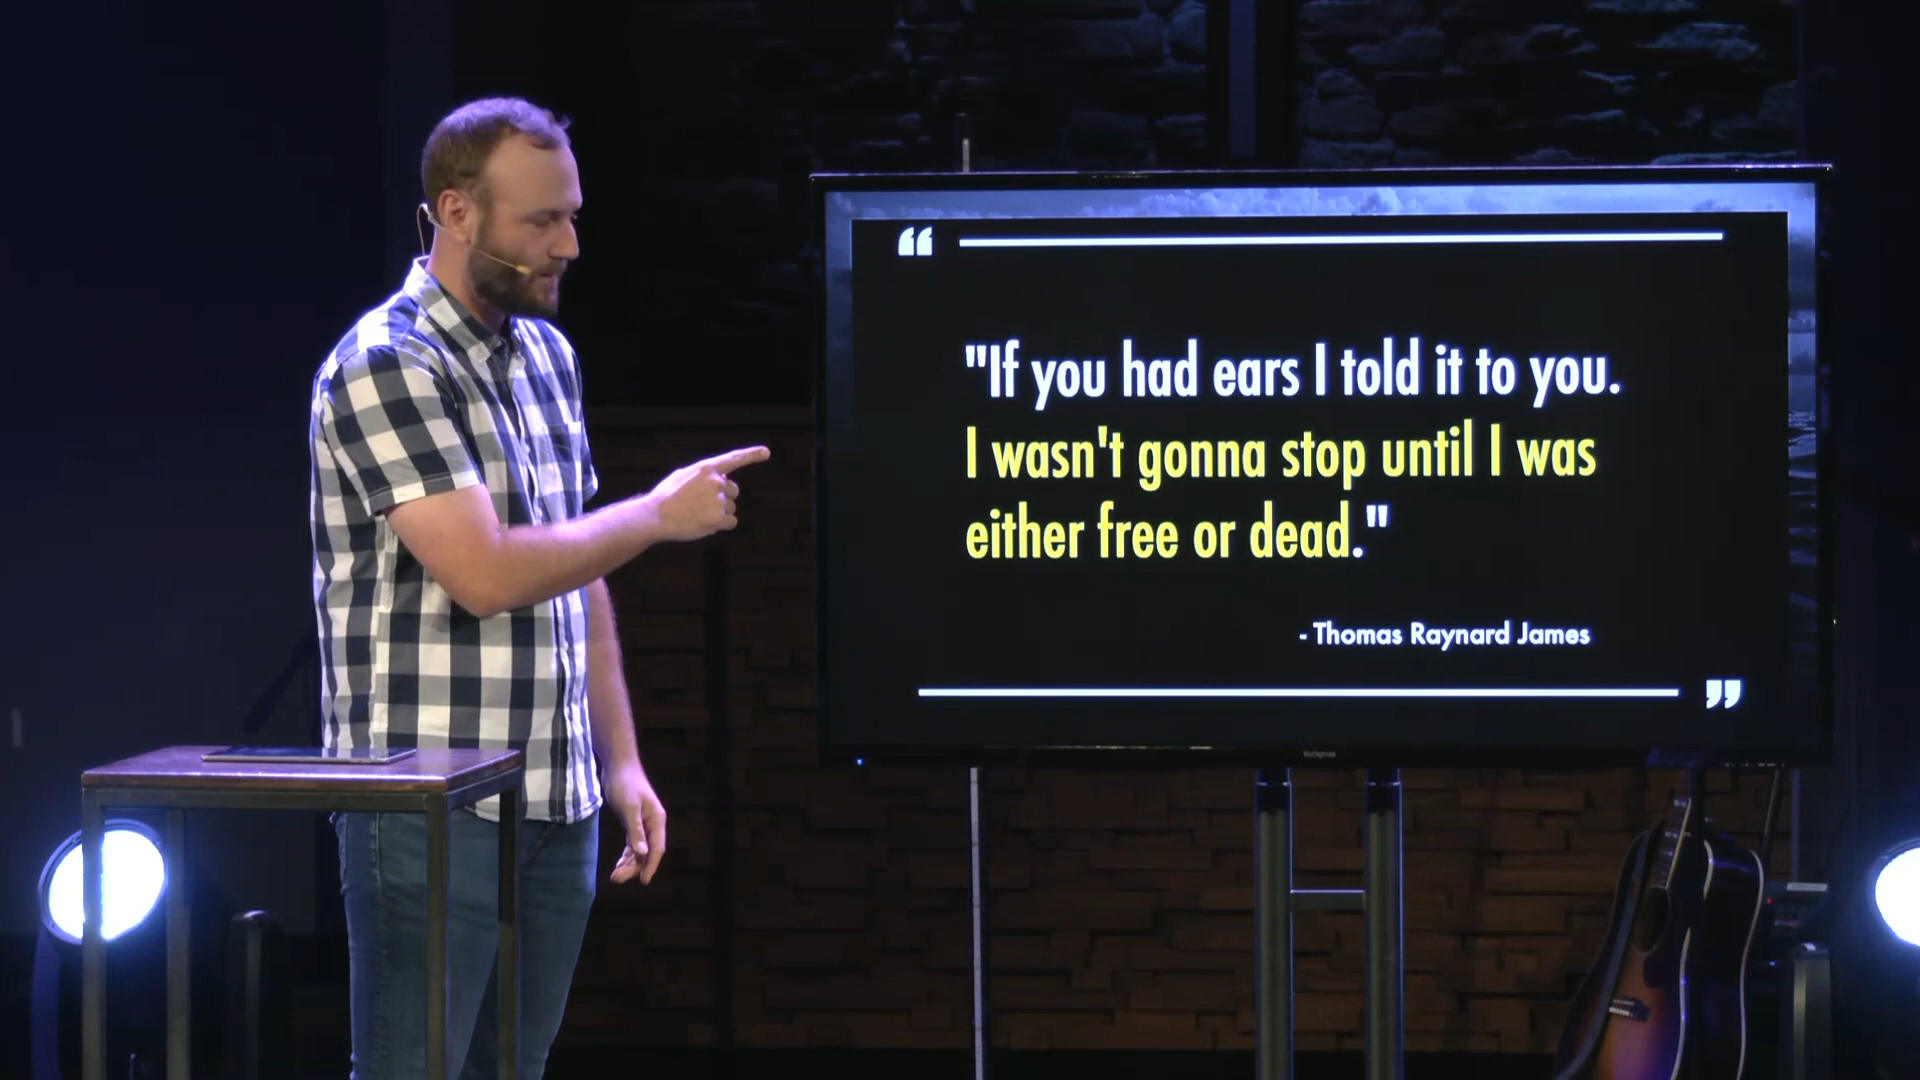 “
"If you had ears I told it to you.
I wasn't gonna stop until I was
either free or dead."
- Thomas Raynard James
”
Westinghouse